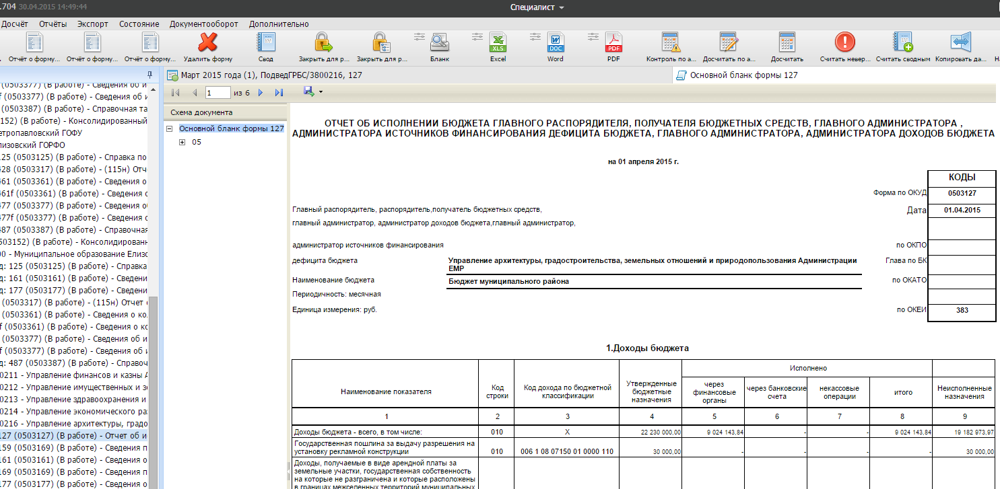 .704 30.04.2015 14:49:44
Специалист
Досчёт Отчёты Экспорт Состояние Документооборот Дополнительно
Отчёт о форму... Отчёт о форму... Отчёт о форму... Удалить форму Свод Закрыть для р... Закрыть для р... Бланк Excel Word PDF Контроль по а... Досчитать по а... Досчитать Считать невер... Считать сводным Копировать да...
XLS DOC PDF
Март 2015 года (1), ПодведГРБС/3800216, 127
Основной бланк формы 127
1 из 6
Схема документа
Основной бланк формы 127
05
(0503377) (В работе) - Сведения об и
f (0503377) (В работе) - Сведения об и
(0503387) (В работе) - Справочная та
152) (В работе) - Консолидированный
етропавловский ГОФУ
лизовский ГОРФО
125 (0503125) (В работе) - Справка по
428 (0503317) (В работе) - (115н) Отч
461 (0503361) (В работе) - Сведения о
461f (0503361) (В работе) - Сведения о
477 (0503377) (В работе) - Сведения о
477f (0503377) (В работе) - Сведения о
487 (0503387) (В работе) - Справочная
503152) (В работе) - Консолидирован
00 - Муниципальное образование Елизо
д: 125 (0503125) (В работе) - Справка
д: 161 (0503161) (В работе) - Сведени
д: 177 (0503177) (В работе) - Сведени
(0503317) (В работе) - (115н) Отчет
(0503361) (В работе) - Сведения о ко
f (0503361) (В работе) - Сведения о ко
(0503377) (В работе) - Сведения об и
f (0503377) (В работе) - Сведения об и
д: 487 (0503387) (В работе) - Справоч
0211 - Управление финансов и казны А
0212 - Управление имущественных и з
0213 - Управление здравоохранения и
0214 - Управление экономического ра
0216 - Управление архитектуры, градо
127 (0503127) (В работе) - Отчет об и
159 (0503169) (В работе) - Сведения п
161 (0503161) (В работе) - Сведения о
169 (0503169) (В работе) - Сведения п
177 (0503177) (В работе) - Сведения о
ОТЧЕТ ОБ ИСПОЛНЕНИИ БЮДЖЕТА ГЛАВНОГО РАСПОРЯДИТЕЛЯ, ПОЛУЧАТЕЛЯ БЮДЖЕТНЫХ СРЕДСТВ, ГЛАВНОГО АДМИНИСТРАТОРА ,
АДМИНИСТРАТОРА ИСТОЧНИКОВ ФИНАНСИРОВАНИЯ ДЕФИЦИТА БЮДЖЕТА, ГЛАВНОГО АДМИНИСТРАТОРА, АДМИНИСТРАТОРА ДОХОДОВ БЮДЖЕТА
на 01 апреля 2015 г.
КОДЫ
Форма по ОКУД 0503127
Главный распорядитель, распорядитель,получатель бюджетных средств, Дата 01.04.2015
главный администратор, администратор доходов бюджета,главный администратор,
администратор источников финансирования по ОКПО
дефицита бюджета Управление архитектуры, градостроительства, земельных отношений и природопользования Администрации Глава по БК
ЕМР
Наименование бюджета Бюджет муниципального района по ОКАТО
Периодичность: месячная
Единица измерения: руб. по ОКЕИ 383
1.Доходы бюджета
Наименование показателя
Код
строки
Код дохода по бюджетной
классификации
Утвержденные
бюджетные
назначения
Исполнено
через
финансовые
органы
через банковские
счета
некассовые
операции
итого
Неисполненные
назначения
1 2 3 4 5 6 7 8 9
Доходы бюджета - всего, в том числе: 010 X 22 230 000,00 9 024 143,84 - - 9 024 143,84 19 182 973,97
Государственная пошлина за выдачу разрешения на
установку рекламной конструкции 010 006 1 08 07150 01 0000 110 30 000,00 - - - - 30 000,00
Доходы, получаемые в виде арендной платы за
земельные участки, государственная собственность
на которые не разграничена и которые расположены
в границах межселенных территорий муниципальных